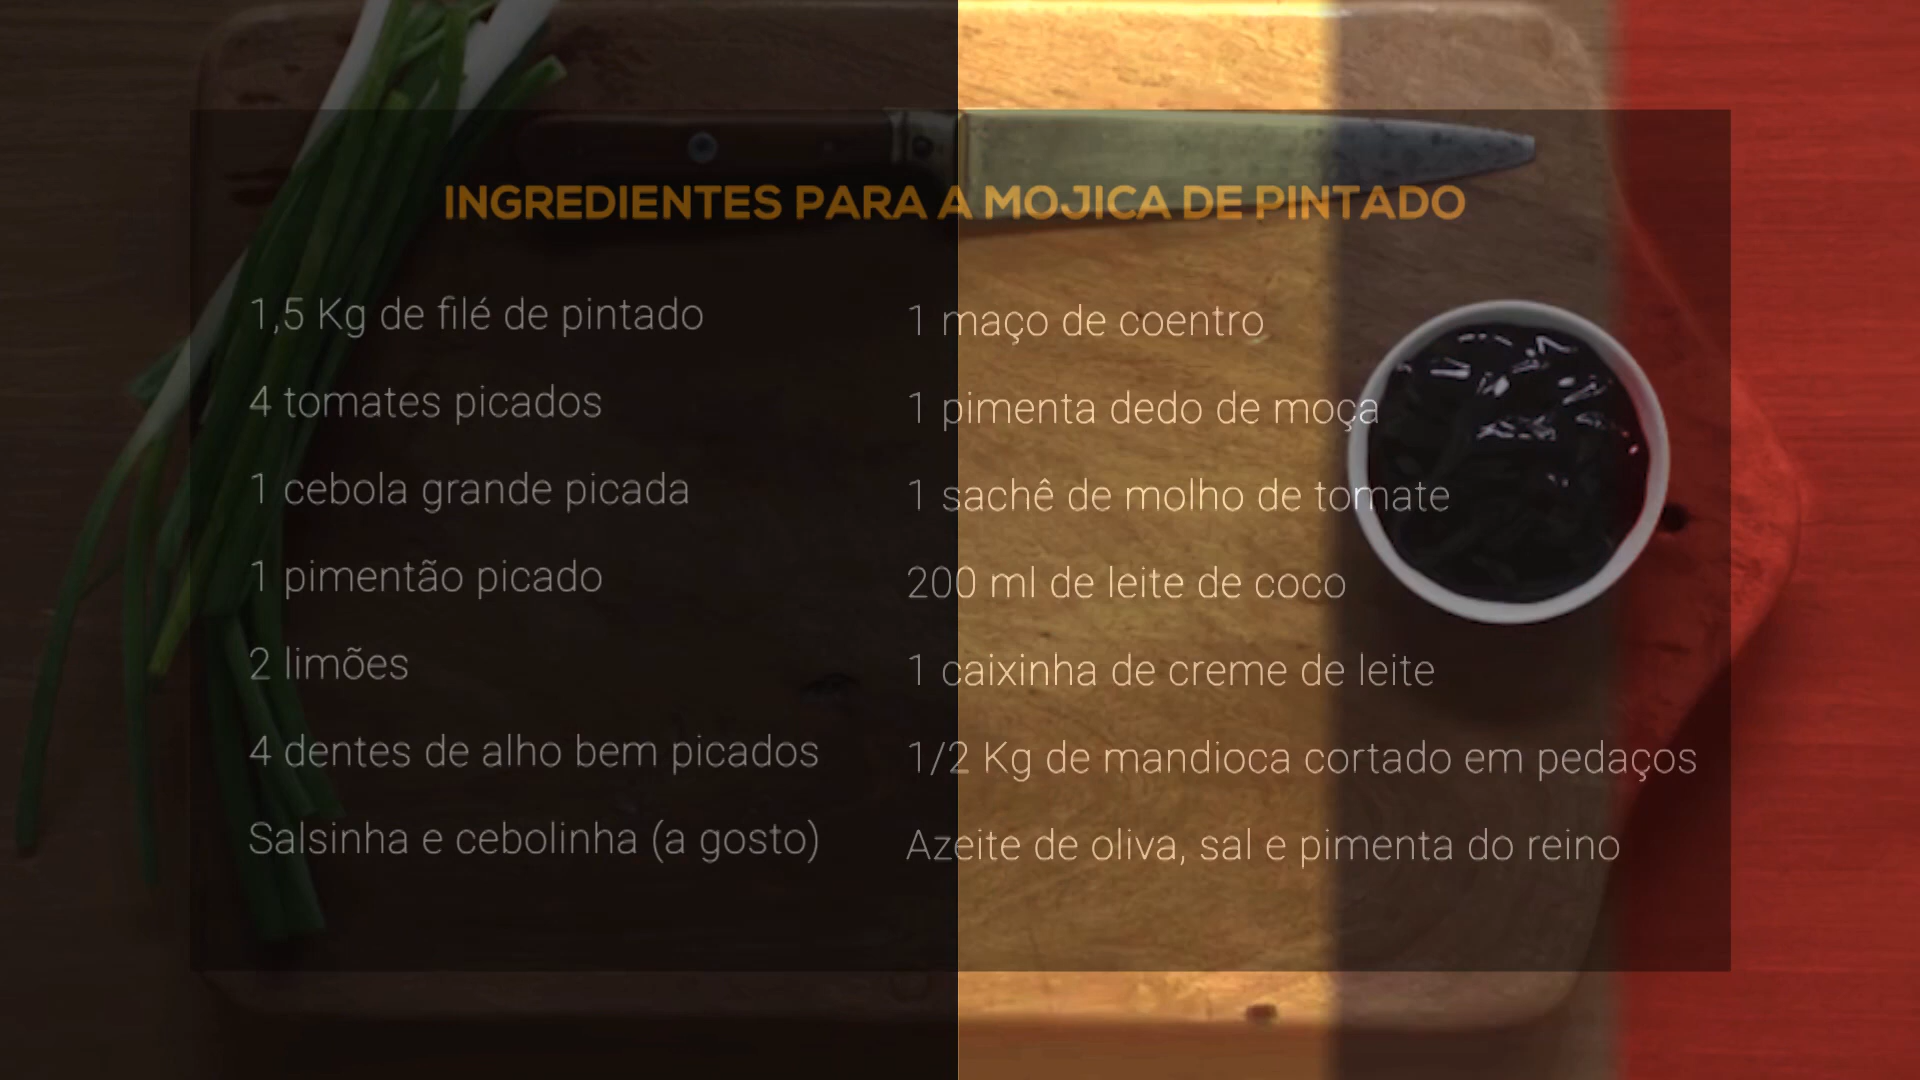 INGREDIENTES PARA A MOJICA DE PINTADO
1,5 Kg de filé de pintado
4 tomates picados
1 cebola grande picada
1 pimentão picado
2 limões
4 dentes de alho bem picados
Salsinha e cebolinha (a gosto)
1 maço de coentro
1 pimenta dedo de moça
1 sachê de molho de tomate
200 ml de leite de coco
1 caixinha de creme de leite
1/2 Kg de mandioca cortado em pedaços
Azeite de oliva, sal e pimenta do reino